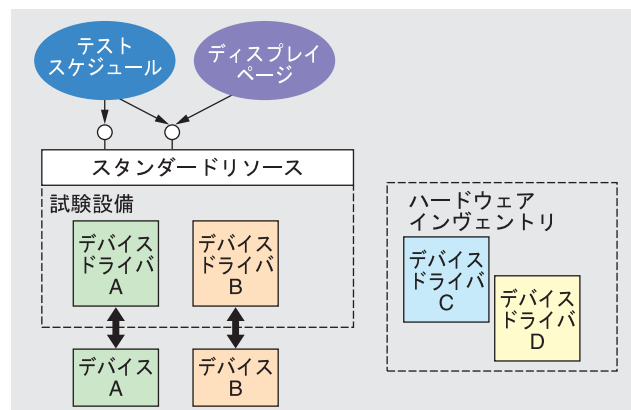 テスト
スケジュール
ディスプレイ
ページ
スタンダードリソース
試験設備
デバイス
ドライバ
A
デバイス
ドライバ
B
デバイス
A
デバイス
B
ハードウェア
インヴェントリ
デバイス
ドライバ
C
デバイス
ドライバ
D